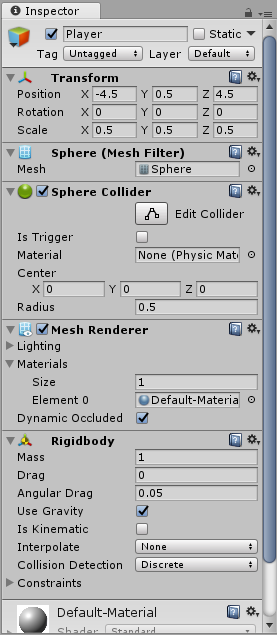 Inspector
Player Static
Tag Untagged Layer Default
Transform
Position X -4.5 Y 0.5 Z 4.5
Rotation X 0 Y 0 Z 0
Scale X 0.5 Y 0.5 Z 0.5
Sphere (Mesh Filter)
Mesh Sphere
Sphere Collider
Edit Collider
Is Trigger
Material None (Physic Mate
Center
X 0 Y 0 Z 0
Radius 0.5
Mesh Renderer
Lighting
Materials
Size 1
Element 0 Default-Materia
Dynamic Occluded
Rigidbody
Mass 1
Drag 0
Angular Drag 0.05
Use Gravity
Is Kinematic
Interpolate None
Collision Detection Discrete
Constraints
Default-Material
Shader Standard